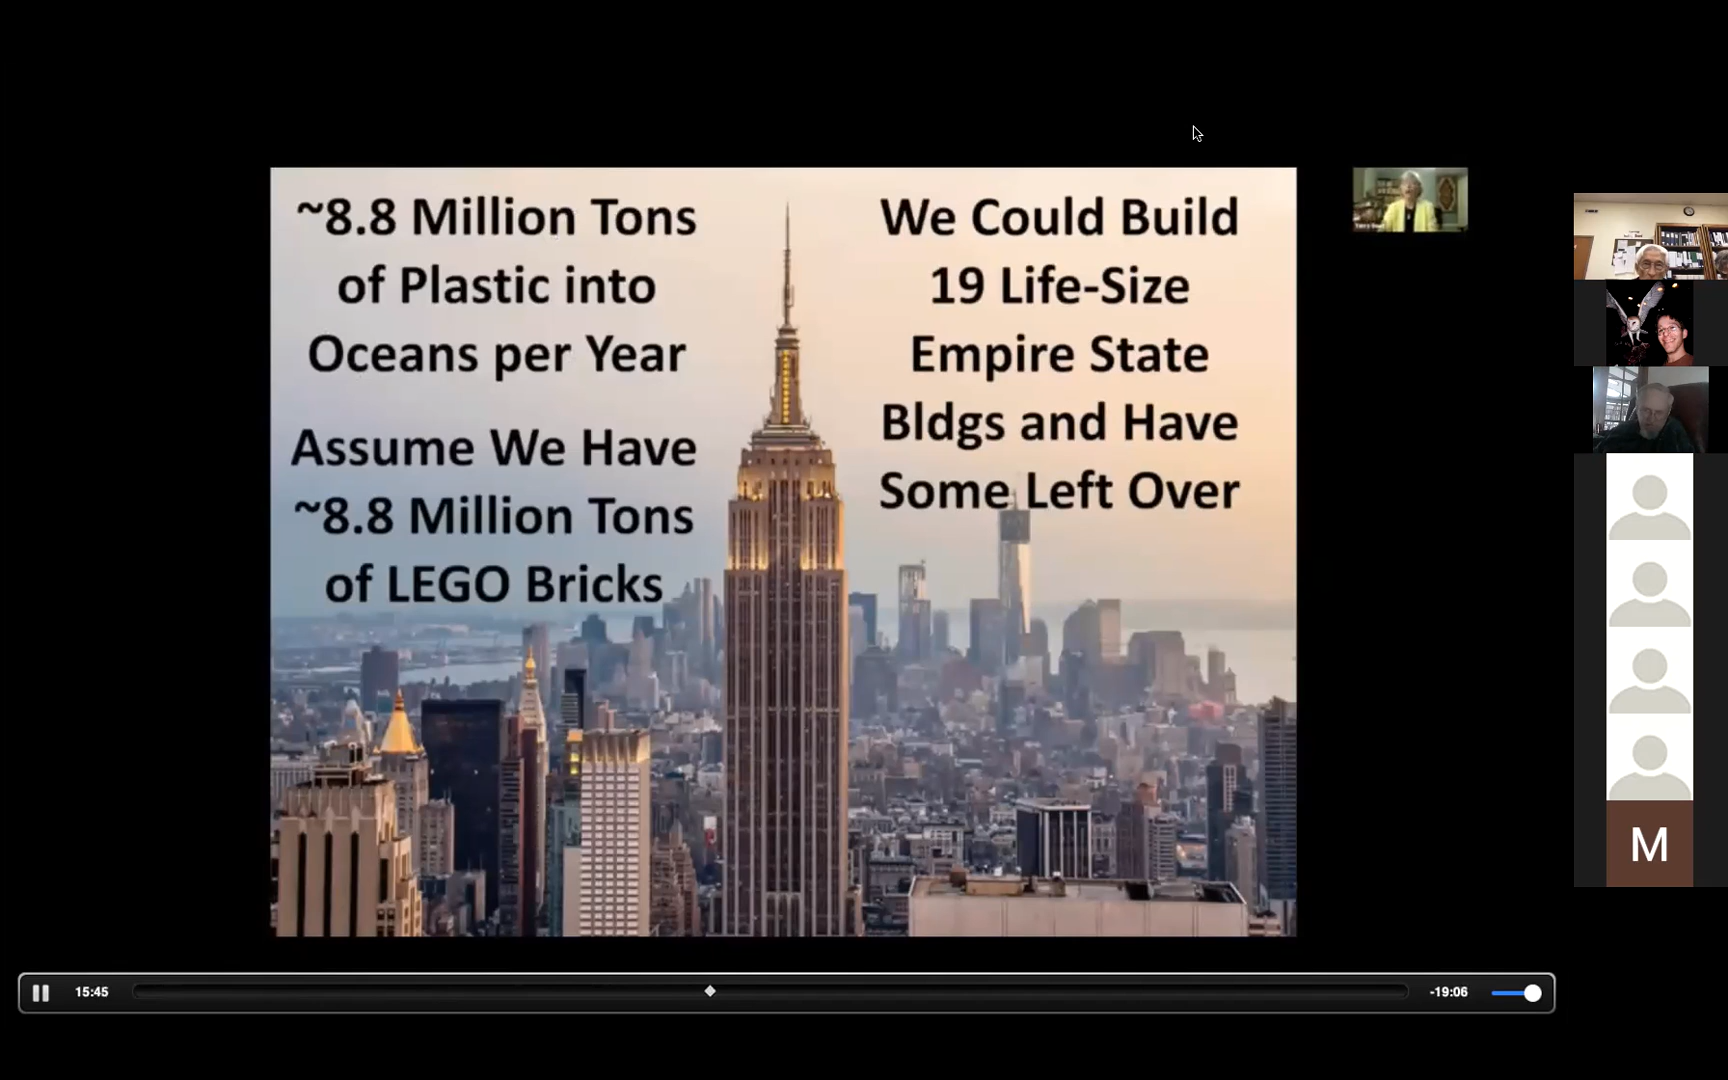 ~8.8 Million Tons
of Plastic into
Oceans per Year
Assume We Have
~8.8 Million Tons
of LEGO Bricks
We Could Build
19 Life-Size
Empire State
Bldgs and Have
Some Left Over
M
15:45
-19:06